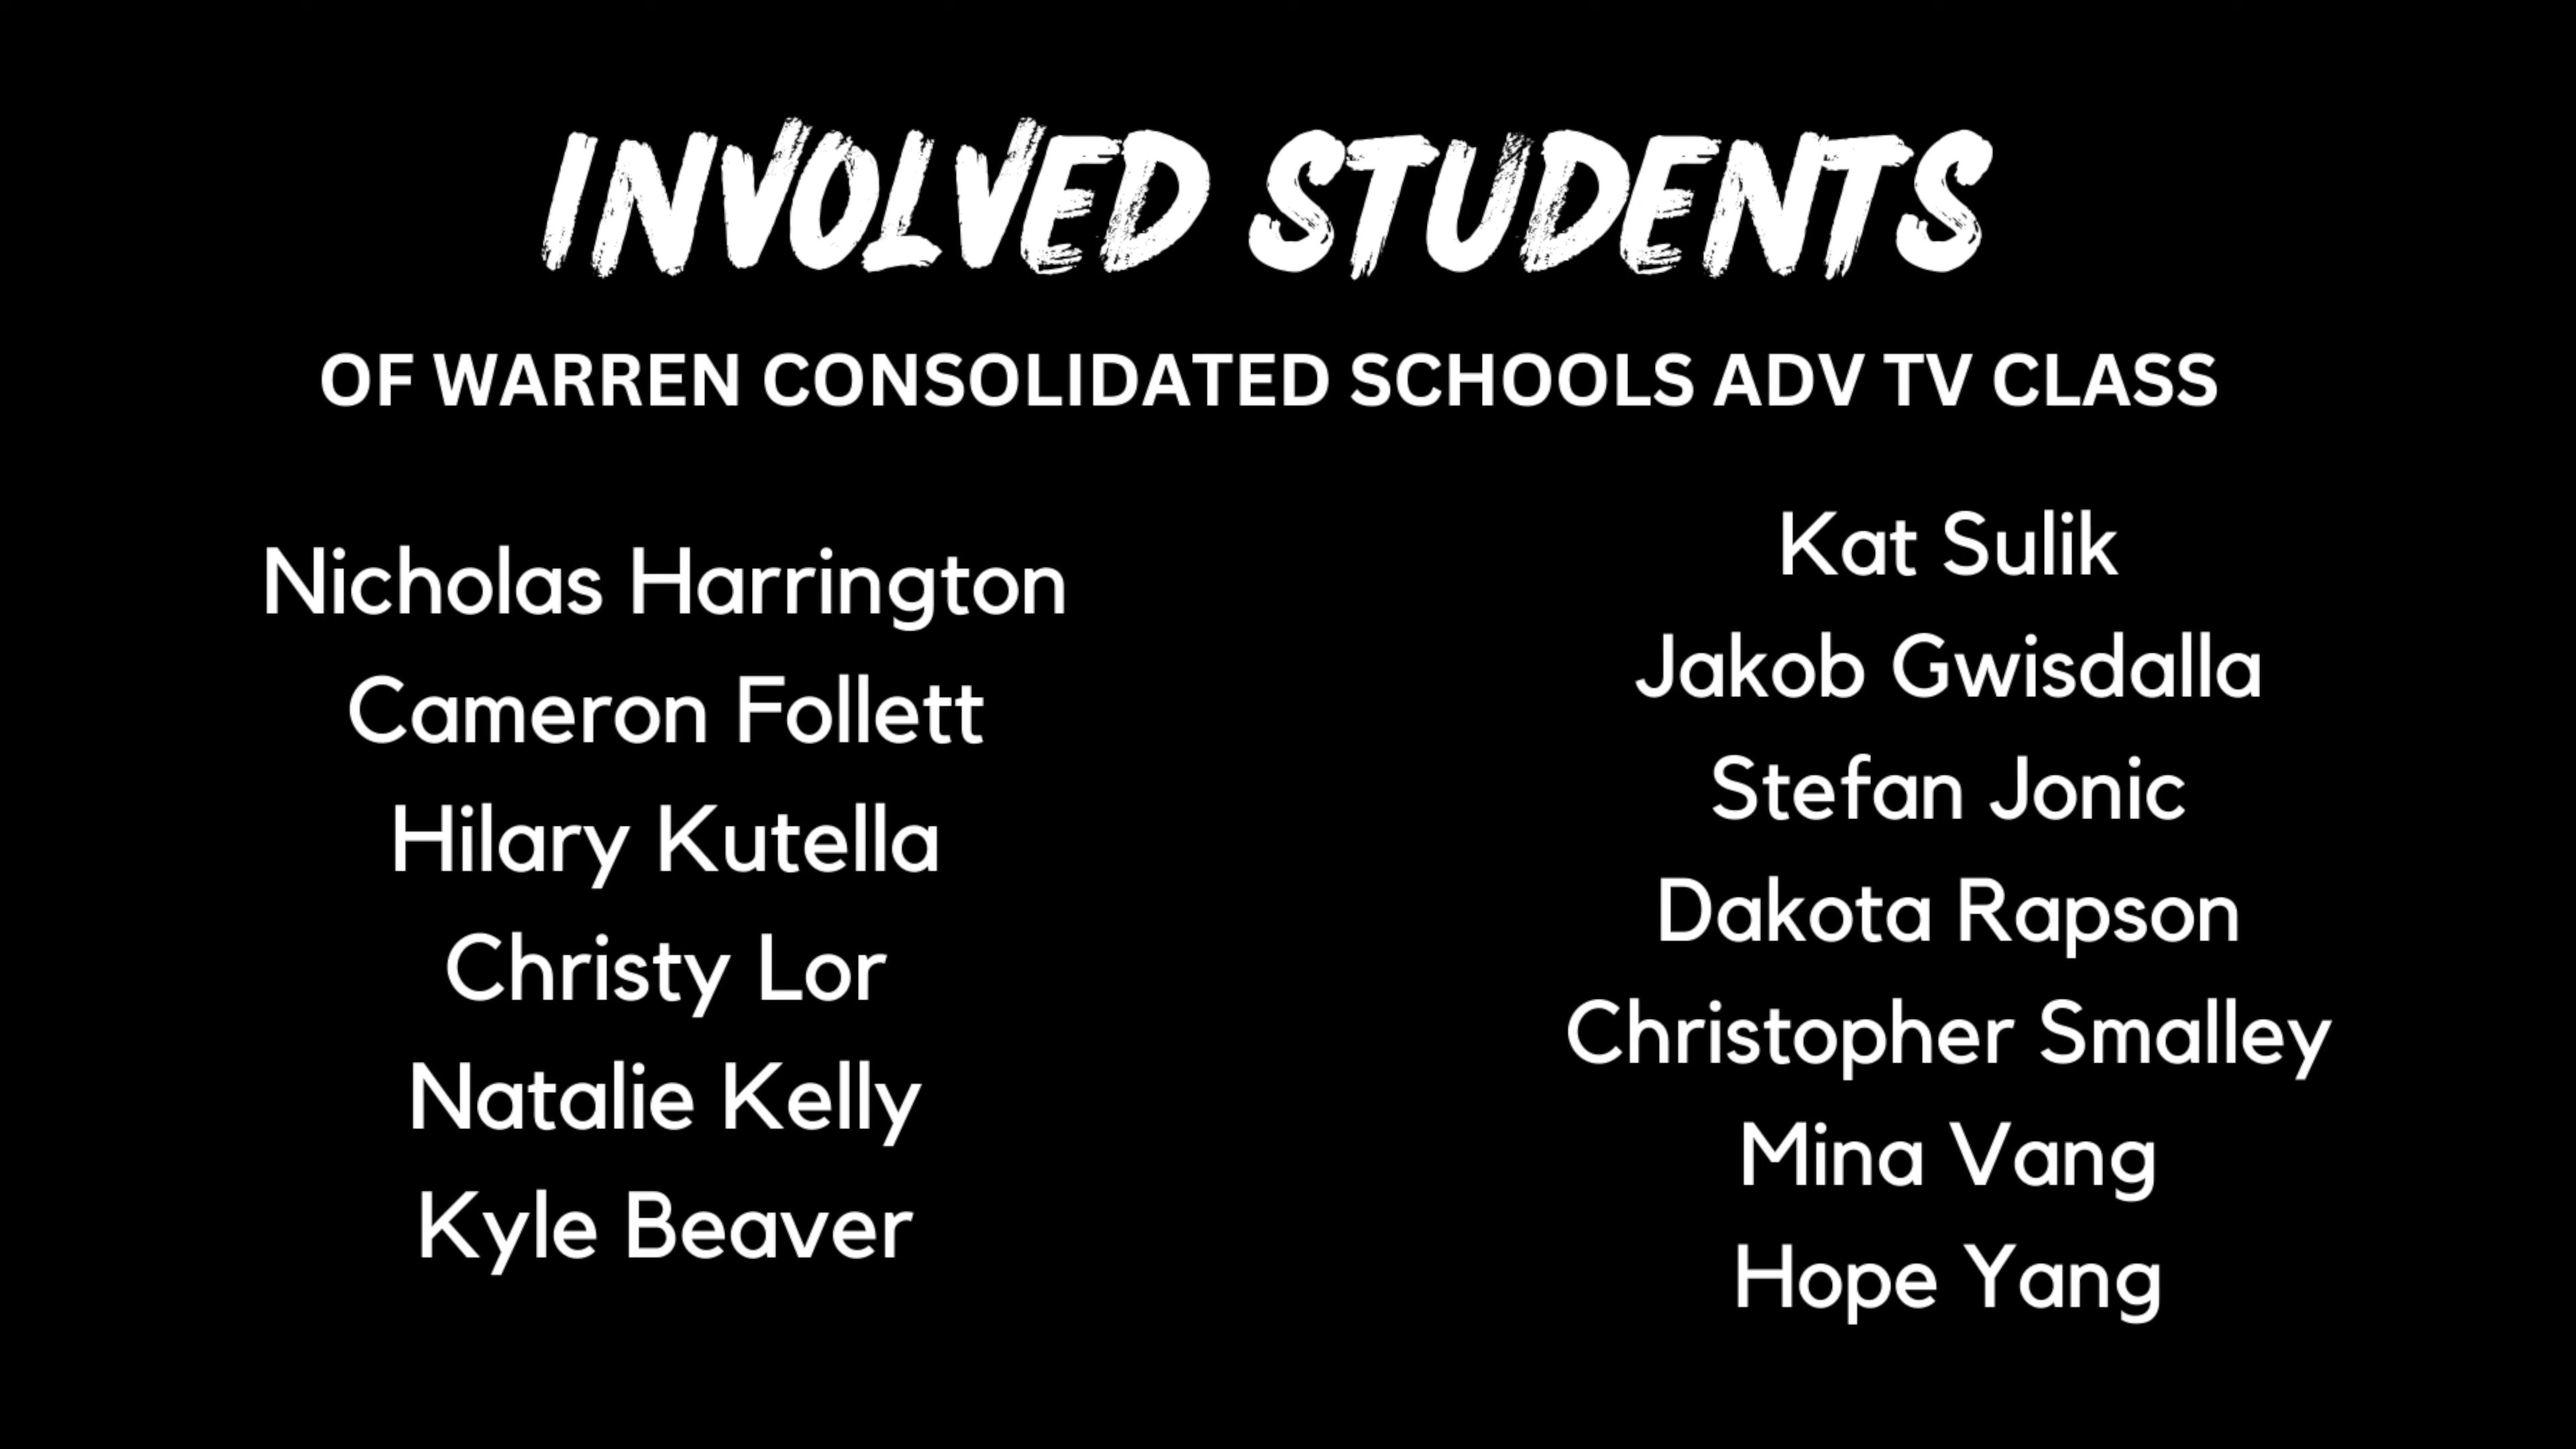 INVOLVED STUDENTS
OF WARREN CONSOLIDATED SCHOOLS ADV TV CLASS
Nicholas Harrington
Cameron Follett
Hilary Kutella
Christy Lor
Natalie Kelly
Kyle Beaver
Kat Sulik
Jakob Gwisdalla
Stefan Jonic
Dakota Rapson
Christopher Smalley
Mina Vang
Hope Yang